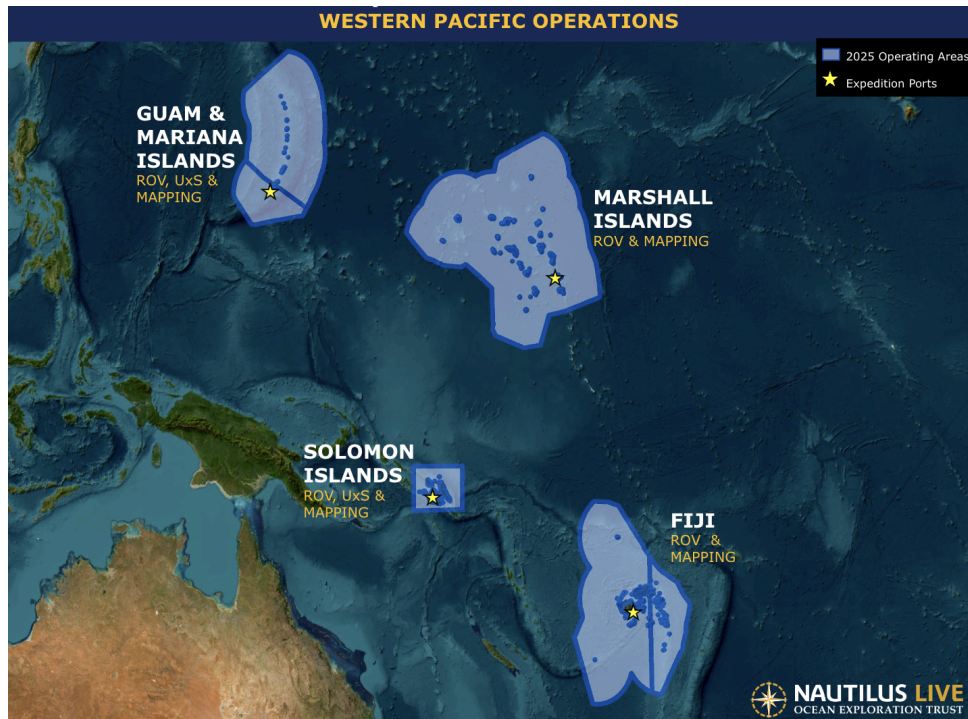 WESTERN PACIFIC OPERATIONS
2025 Operating Areas
Expedition Ports
GUAM &
MARIANA
ISLANDS
ROV, UxS &
MAPPING
MARSHALL
ISLANDS
ROV & MAPPING
SOLOMON
ISLANDS
ROV, UxS &
MAPPING
FIJI
ROV &
MAPPING
NAUTILUS LIVE
OCEAN EXPLORATION TRUST